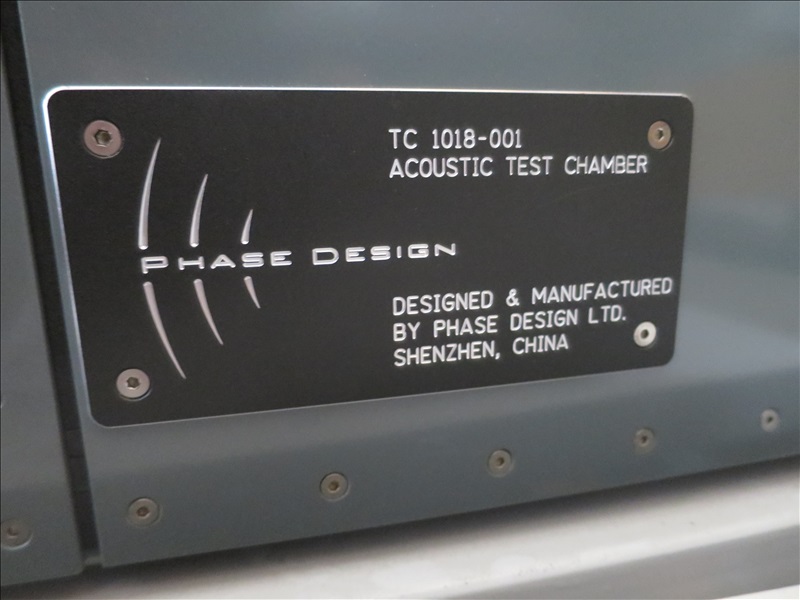 TC 1018-001
ACOUSTIC TEST CHAMBER
PHASE DESIGN
DESIGNED & MANUFACTURED
BY PHASE DESIGN LTD.
SHENZHEN, CHINA